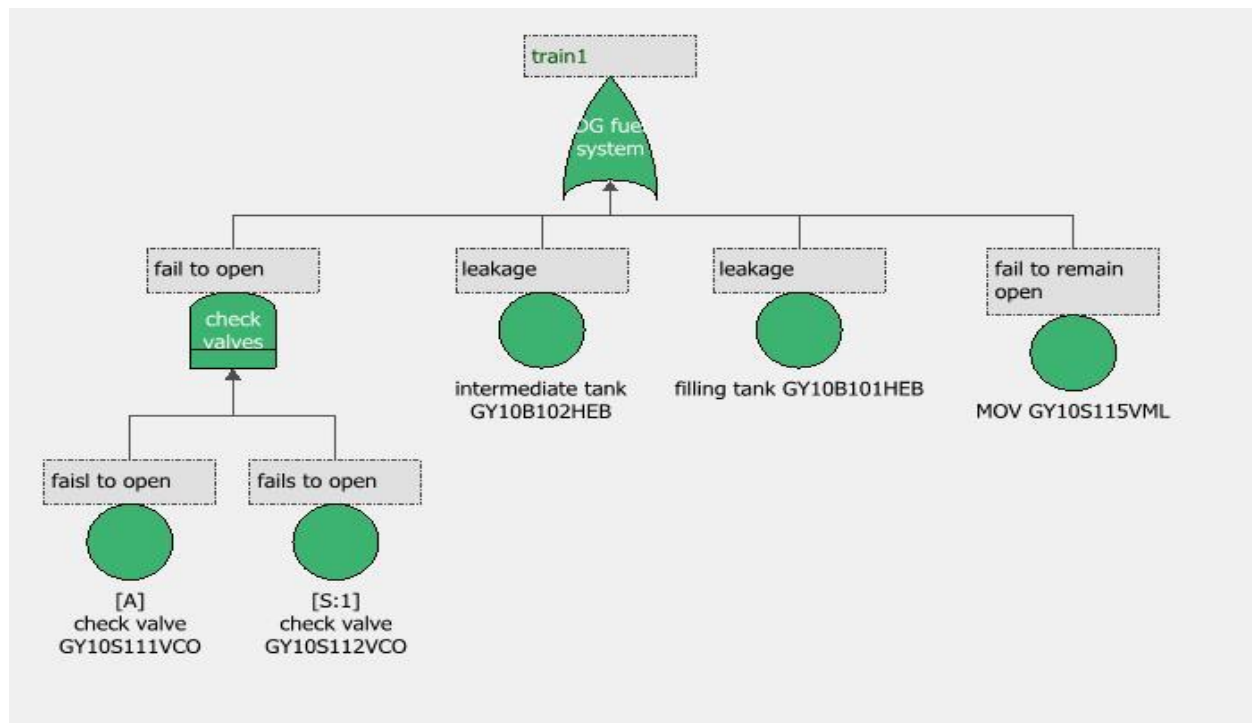 train1
DG fuel
system
fail to open
leakage
leakage
fail to remain
open
check
valves
intermediate tank
GY10B102HEB
filling tank GY10B101HEB
MOV GY10S115VML
faisl to open
fails to open
[A]
check valve
GY10S111VCO
[S:1]
check valve
GY10S112VCO